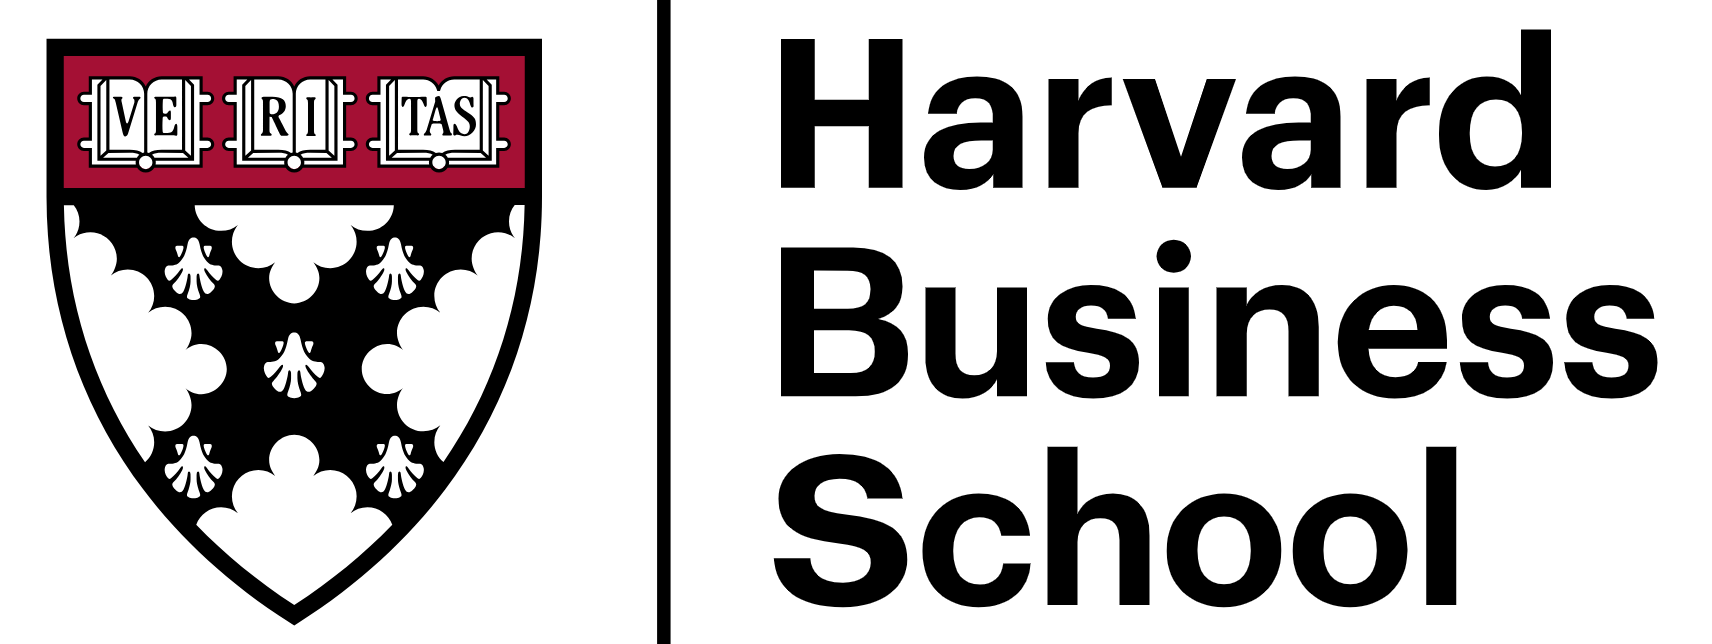 VE RI TAS
Harvard
Business
School